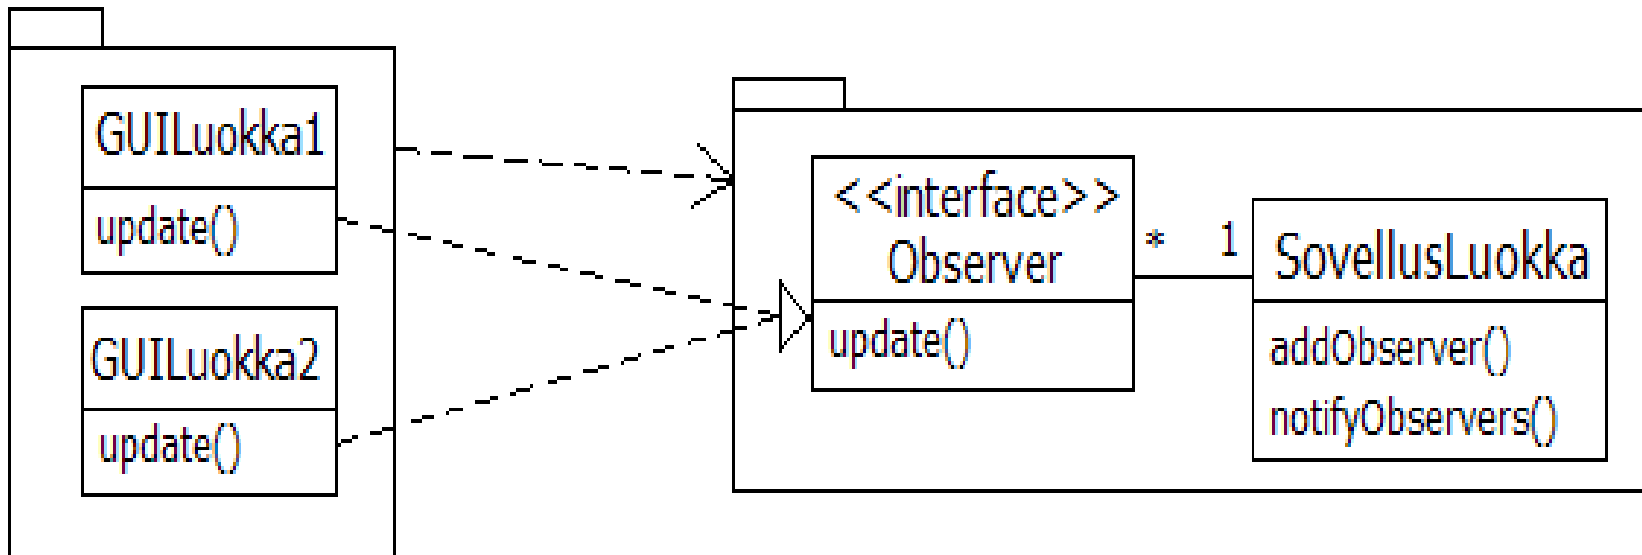 GUILuokka1
update()
GUILuokka2
update()
<<interface>>
Observer
update()
* 1
SovellusLuokka
addObserver()
notifyObservers()